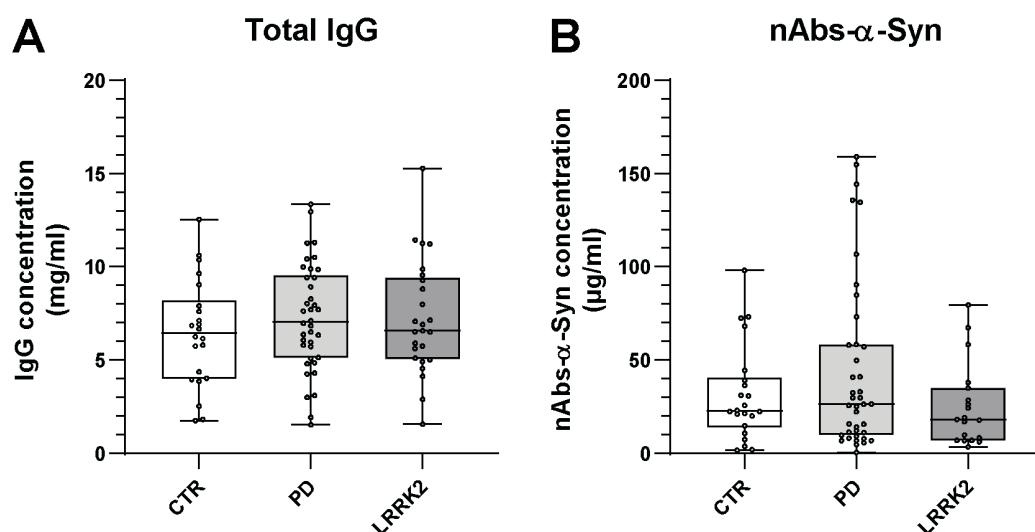 A
Total IgG
IgG concentration
(mg/ml)
20
15
10
5
0
CTR
PD
LRRK2
B
nAbs-α-Syn
nAbs-α-Syn concentration
(µg/ml)
200
150
100
50
0
CTR
PD
LRRK2